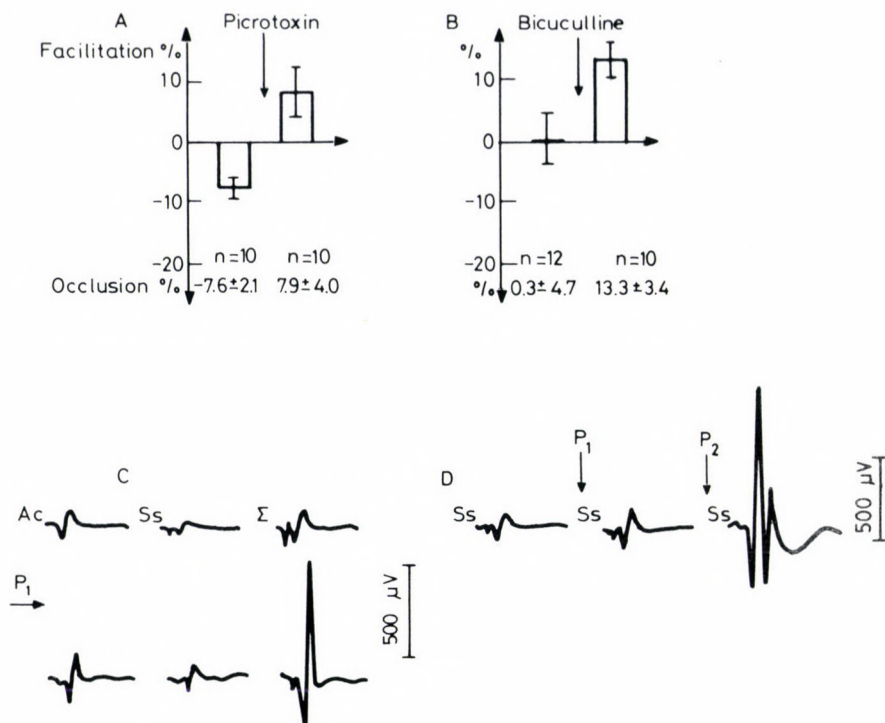 A Picrotoxin
Facilitation %
10
0
-10
-20
n=10 n=10
Occlusion % -7.6±2.1 7.9±4.0
B Bicuculline
%
10
0
-10
-20
n=12 n=10
% 0.3±4.7 13.3±3.4
C
Ac Ss Σ
P1
500 µV
D
P1 P2
Ss Ss Ss
500 µV